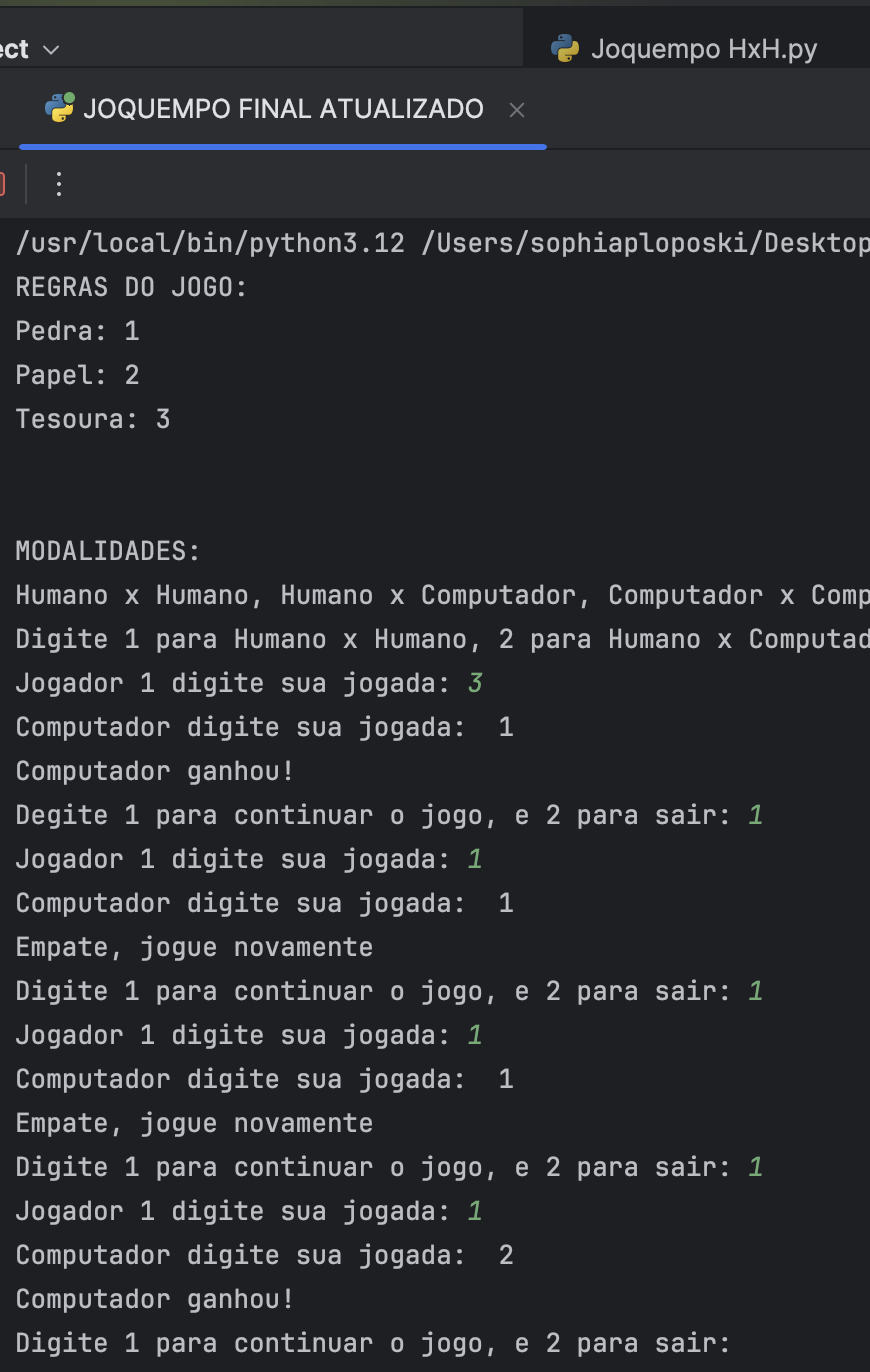 Joquempo HxH.py
JOQUEMPO FINAL ATUALIZADO
/usr/local/bin/python3.12 /Users/sophiaploposki/Desktop
REGRAS DO JOGO:
Pedra: 1
Papel: 2
Tesoura: 3
MODALIDADES:
Humano x Humano, Humano x Computador, Computador x Comp
Digite 1 para Humano x Humano, 2 para Humano x Computad
Jogador 1 digite sua jogada: 3
Computador digite sua jogada:  1
Computador ganhou!
Degite 1 para continuar o jogo, e 2 para sair: 1
Jogador 1 digite sua jogada: 1
Computador digite sua jogada:  1
Empate, jogue novamente
Digite 1 para continuar o jogo, e 2 para sair: 1
Jogador 1 digite sua jogada: 1
Computador digite sua jogada:  1
Empate, jogue novamente
Digite 1 para continuar o jogo, e 2 para sair: 1
Jogador 1 digite sua jogada: 1
Computador digite sua jogada:  2
Computador ganhou!
Digite 1 para continuar o jogo, e 2 para sair: